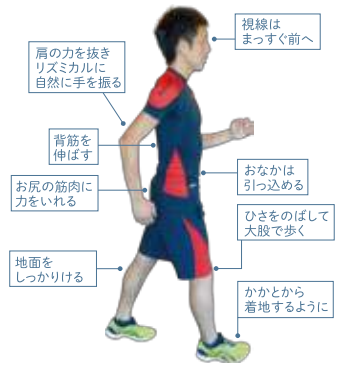 視線は
まっすぐ前へ
肩の力を抜き
リズミカルに
自然に手を振る
背筋を
伸ばす
おなかは
引っ込める
お尻の筋肉に
力をいれる
ひざをのばして
大股で歩く
地面を
しっかりける
かかとから
着地するように